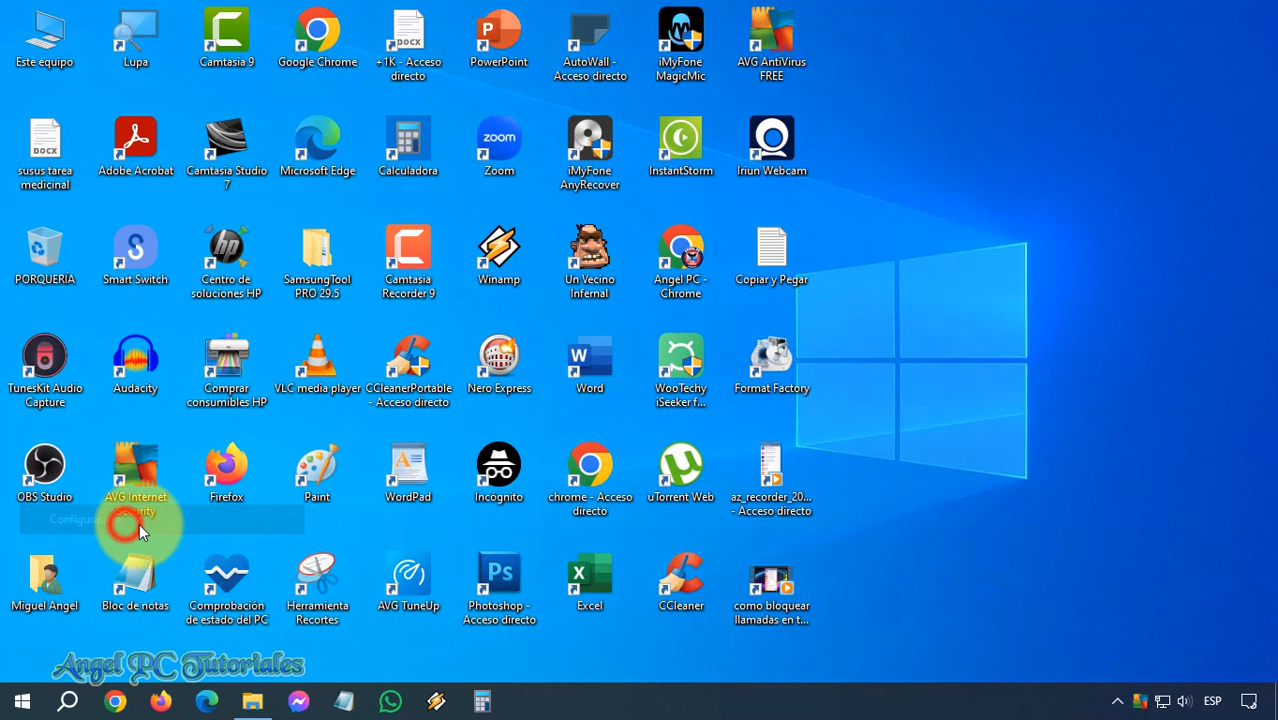 Este equipo
Lupa
Camtasia 9
Google Chrome
+1K - Acceso
directo
PowerPoint
AutoWall -
Acceso directo
iMyFone
MagicMic
AVG AntiVirus
FREE
susus tarea
medicinal
Adobe Acrobat
Camtasia Studio
7
Microsoft Edge
Calculadora
Zoom
iMyFone
AnyRecover
InstantStorm
Iriun Webcam
PORQUERÍA
Smart Switch
Centro de
soluciones HP
SamsungTool
PRO 29.5
Camtasia
Recorder 9
Winamp
Un Vecino
Infernal
Angel PC -
Chrome
Copiar y Pegar
TunesKit Audio
Capture
Audacity
Comprar
consumibles HP
VLC media player
CCleanerPortable
- Acceso directo
Nero Express
Word
WooTechy
iSeeker f...
Format Factory
OBS Studio
AVG Internet
Security
Firefox
Paint
WordPad
Incógnito
chrome - Acceso
directo
uTorrent Web
az_recorder_20...
- Acceso directo
Miguel Angel
Bloc de notas
Comprobación
de estado del PC
Herramienta
Recortes
AVG TuneUp
Photoshop -
Acceso directo
Excel
CCleaner
como bloquear
llamadas en t...
Angel PC Tutoriales
ESP